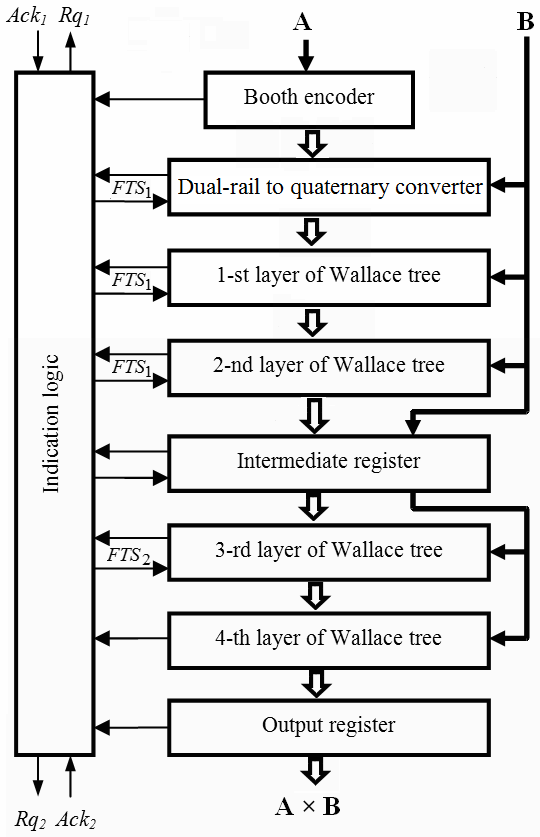 Ack1 Rq1
A
B
Booth encoder
FTS1
Dual-rail to quaternary converter
FTS1
1-st layer of Wallace tree
FTS1
2-nd layer of Wallace tree
Indication logic
Intermediate register
FTS2
3-rd layer of Wallace tree
4-th layer of Wallace tree
Output register
Rq2 Ack2
A × B